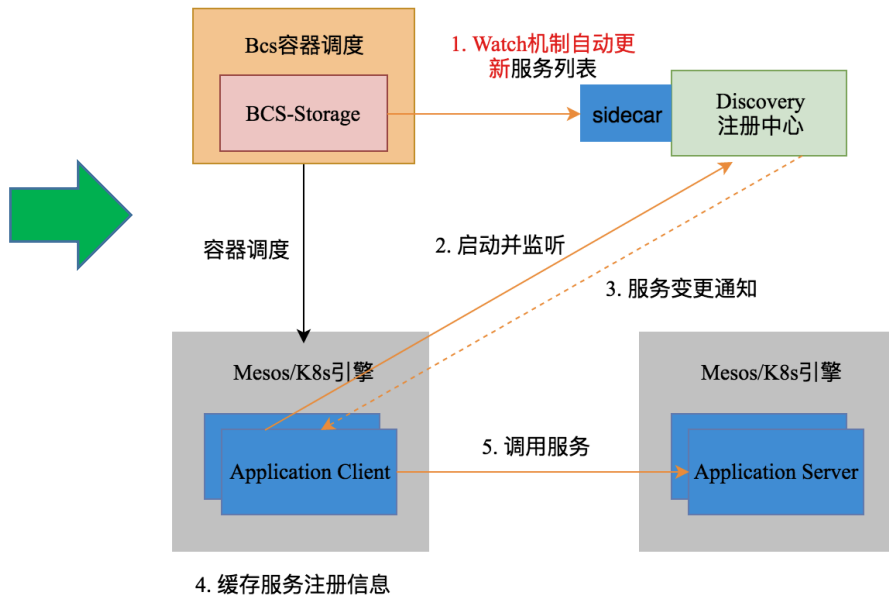 Bcs容器调度
BCS-Storage
1. Watch机制自动更
新服务列表
sidecar
Discovery
注册中心
容器调度
2. 启动并监听
3. 服务变更通知
Mesos/K8s引擎
Application Client
5. 调用服务
Mesos/K8s引擎
Application Server
4. 缓存服务注册信息